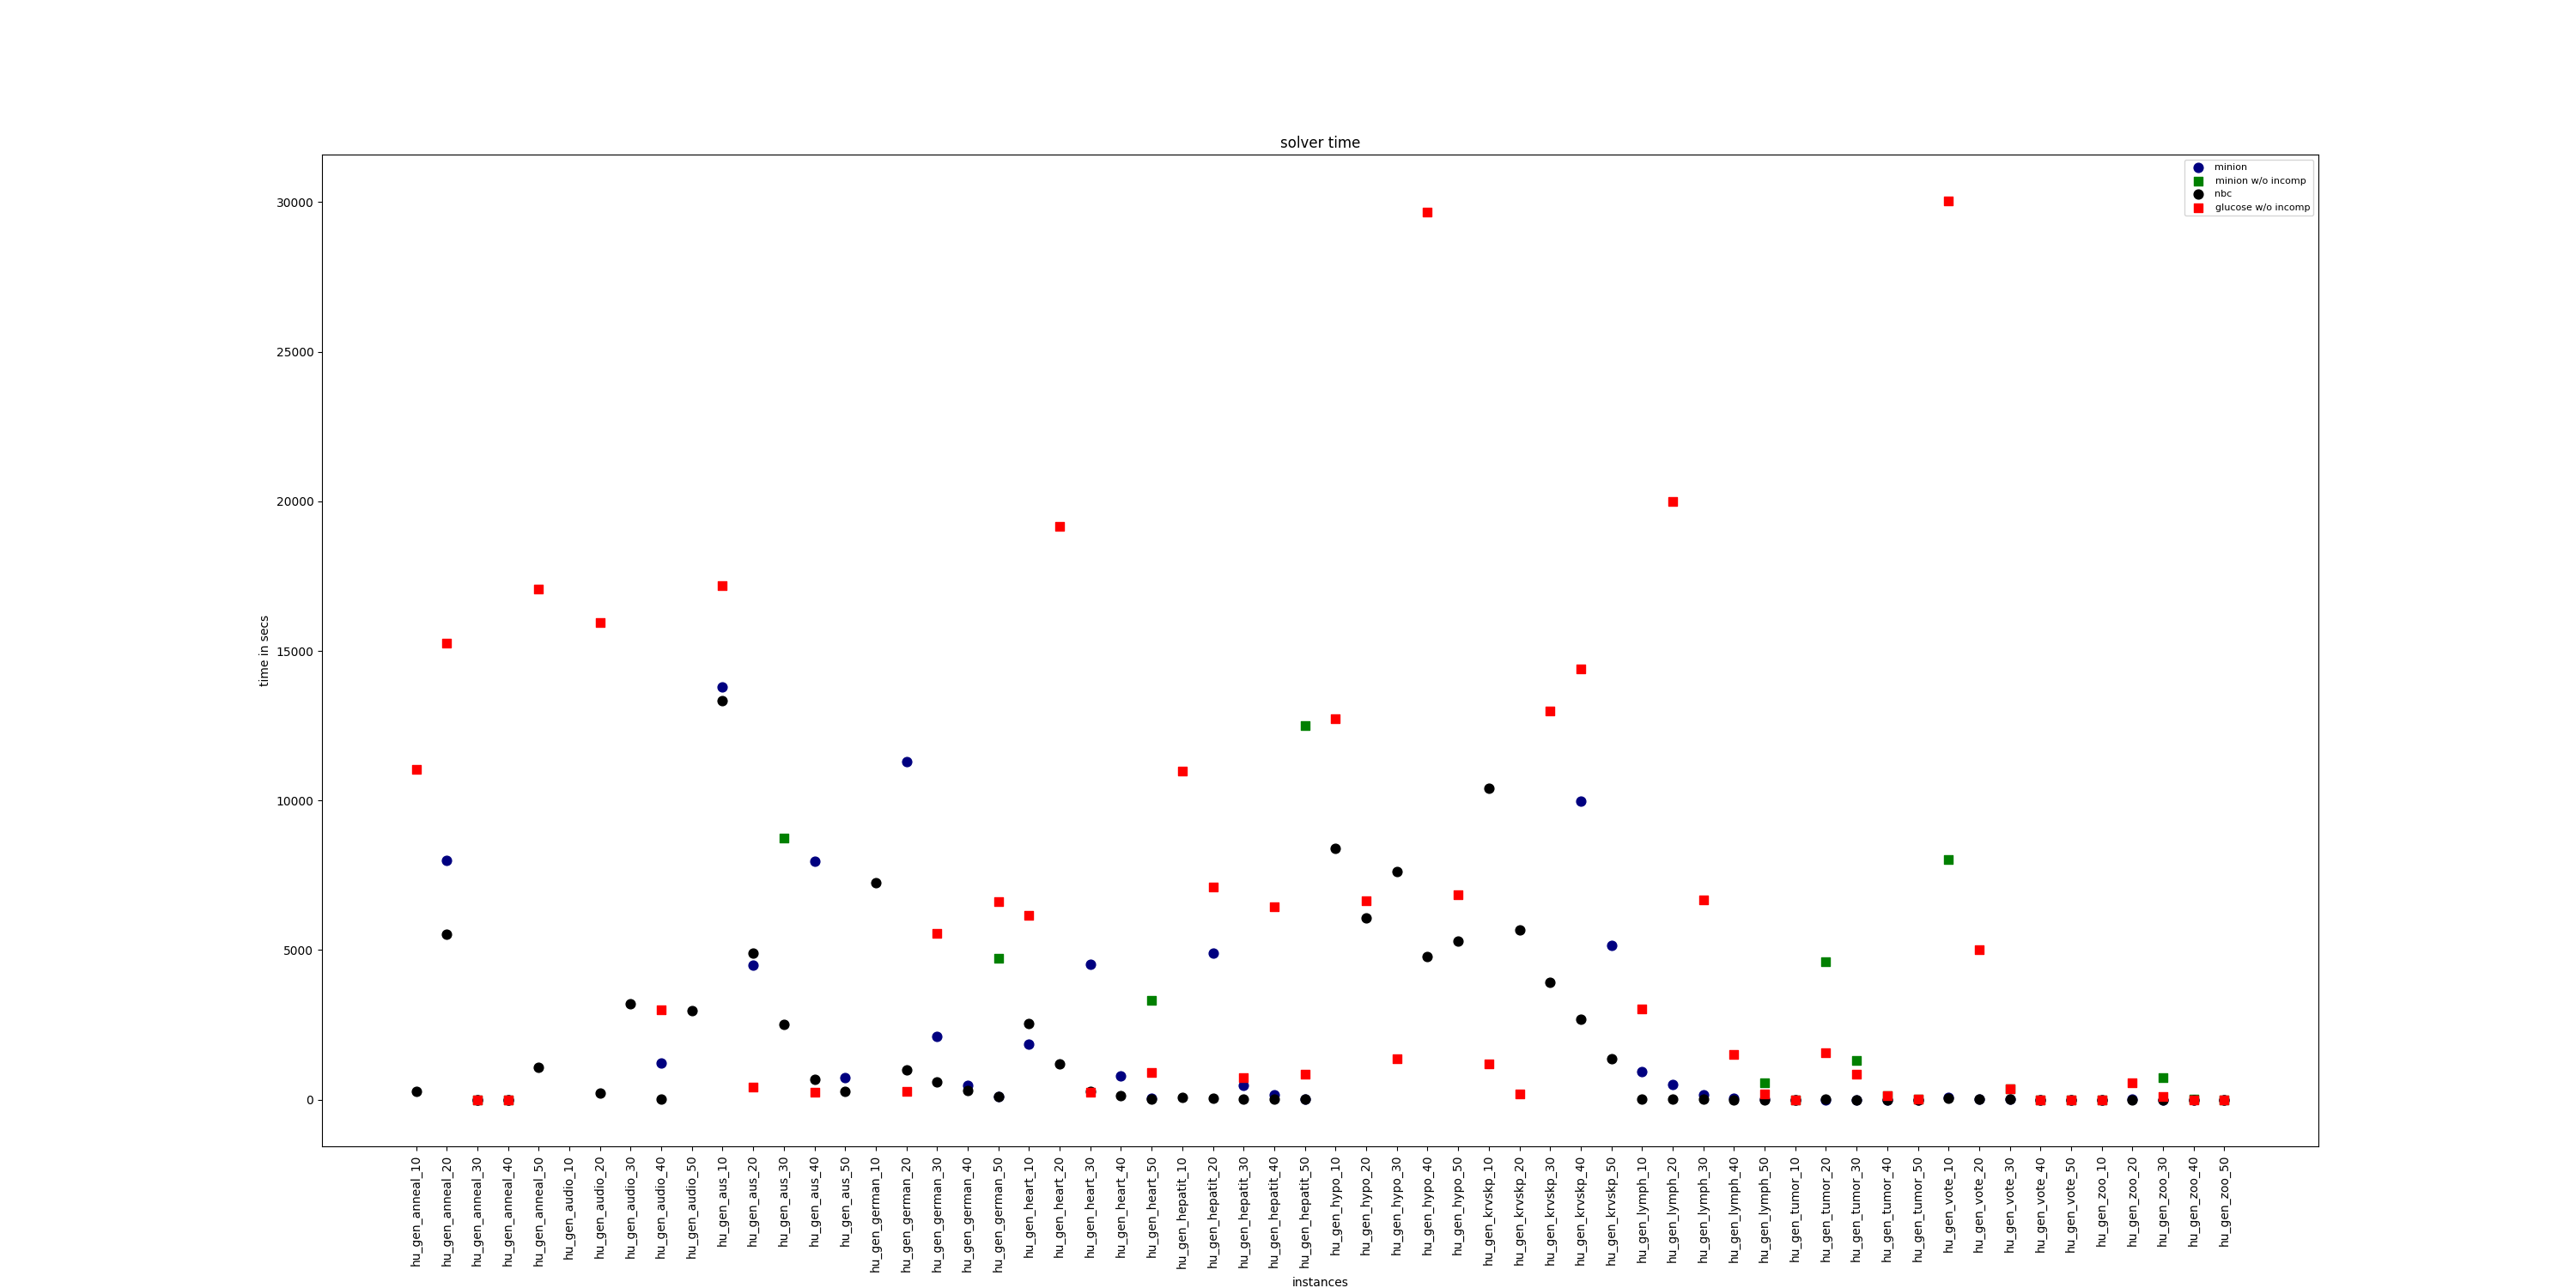 solver time
minion
minion w/o incomp
nbc
glucose w/o incomp
30000
25000
20000
15000
10000
5000
0
time in secs
hu_gen_anneal_10
hu_gen_anneal_20
hu_gen_anneal_30
hu_gen_anneal_40
hu_gen_anneal_50
hu_gen_audio_10
hu_gen_audio_20
hu_gen_audio_30
hu_gen_audio_40
hu_gen_audio_50
hu_gen_aus_10
hu_gen_aus_20
hu_gen_aus_30
hu_gen_aus_40
hu_gen_aus_50
hu_gen_german_10
hu_gen_german_20
hu_gen_german_30
hu_gen_german_40
hu_gen_german_50
hu_gen_heart_10
hu_gen_heart_20
hu_gen_heart_30
hu_gen_heart_40
hu_gen_heart_50
hu_gen_hepatit_10
hu_gen_hepatit_20
hu_gen_hepatit_30
hu_gen_hepatit_40
hu_gen_hepatit_50
hu_gen_hypo_10
hu_gen_hypo_20
hu_gen_hypo_30
hu_gen_hypo_40
hu_gen_hypo_50
hu_gen_krvskp_10
hu_gen_krvskp_20
hu_gen_krvskp_30
hu_gen_krvskp_40
hu_gen_krvskp_50
hu_gen_lymph_10
hu_gen_lymph_20
hu_gen_lymph_30
hu_gen_lymph_40
hu_gen_lymph_50
hu_gen_tumor_10
hu_gen_tumor_20
hu_gen_tumor_30
hu_gen_tumor_40
hu_gen_tumor_50
hu_gen_vote_10
hu_gen_vote_20
hu_gen_vote_30
hu_gen_vote_40
hu_gen_vote_50
hu_gen_zoo_10
hu_gen_zoo_20
hu_gen_zoo_30
hu_gen_zoo_40
hu_gen_zoo_50
instances